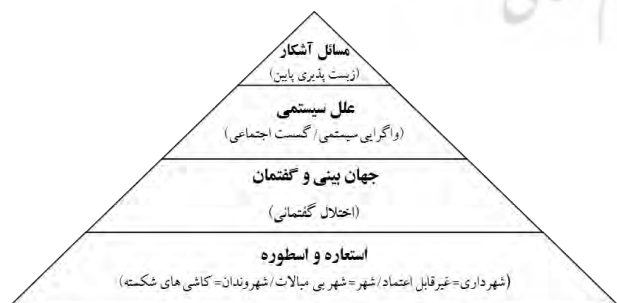 مسائل آشکار
(زیست پذیری پایین)
علل سیستمی
(واگرایی سیستمی/ گسست اجتماعی)
جهان بینی و گفتمان
(اختلال گفتمانی)
استعاره و اسطوره
(شهرداری=غیرقابل اعتماد/ شهر=شهر بی مبالات/ شهروندان=کاشی های شکسته)